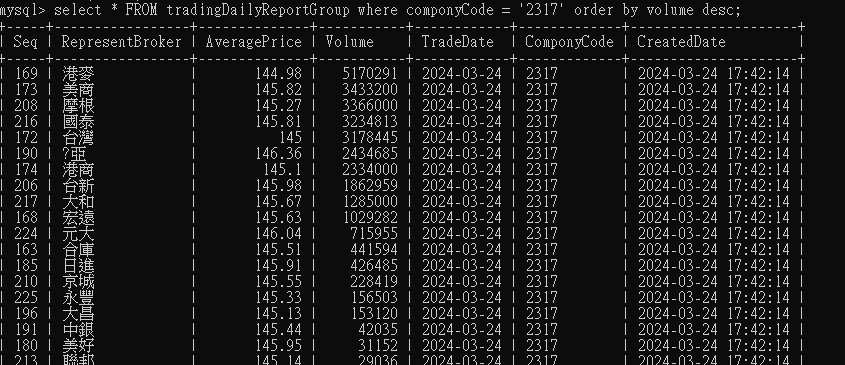 mysql> select * FROM tradingDailyReportGroup where componyCode = '2317' order by volume desc;
| Seq | RepresentBroker | AveragePrice | Volume | TradeDate | ComponyCode | CreatedDate |
| 169 | 港麥 | 144.98 | 5170291 | 2024-03-24 | 2317 | 2024-03-24 17:42:14 |
| 173 | 美商 | 145.82 | 3433200 | 2024-03-24 | 2317 | 2024-03-24 17:42:14 |
| 208 | 摩根 | 145.27 | 3366000 | 2024-03-24 | 2317 | 2024-03-24 17:42:14 |
| 216 | 國泰 | 145.81 | 3234813 | 2024-03-24 | 2317 | 2024-03-24 17:42:14 |
| 172 | 台灣 | 145 | 3178445 | 2024-03-24 | 2317 | 2024-03-24 17:42:14 |
| 190 | ?亞 | 146.36 | 2434685 | 2024-03-24 | 2317 | 2024-03-24 17:42:14 |
| 174 | 港商 | 145.1 | 2334000 | 2024-03-24 | 2317 | 2024-03-24 17:42:14 |
| 206 | 台新 | 145.98 | 1862959 | 2024-03-24 | 2317 | 2024-03-24 17:42:14 |
| 217 | 大和 | 145.67 | 1285000 | 2024-03-24 | 2317 | 2024-03-24 17:42:14 |
| 168 | 宏遠 | 145.63 | 1029282 | 2024-03-24 | 2317 | 2024-03-24 17:42:14 |
| 224 | 元大 | 146.04 | 715955 | 2024-03-24 | 2317 | 2024-03-24 17:42:14 |
| 163 | 合庫 | 145.51 | 441594 | 2024-03-24 | 2317 | 2024-03-24 17:42:14 |
| 185 | 日進 | 145.91 | 426485 | 2024-03-24 | 2317 | 2024-03-24 17:42:14 |
| 210 | 京城 | 145.55 | 228419 | 2024-03-24 | 2317 | 2024-03-24 17:42:14 |
| 225 | 永豐 | 145.33 | 156503 | 2024-03-24 | 2317 | 2024-03-24 17:42:14 |
| 196 | 大昌 | 145.13 | 153120 | 2024-03-24 | 2317 | 2024-03-24 17:42:14 |
| 191 | 中銀 | 145.44 | 42035 | 2024-03-24 | 2317 | 2024-03-24 17:42:14 |
| 180 | 美好 | 145.95 | 31152 | 2024-03-24 | 2317 | 2024-03-24 17:42:14 |
| 213 | 聯邦 | 145.14 | 29036 | 2024-03-24 | 2317 | 2024-03-24 17:42:14 |